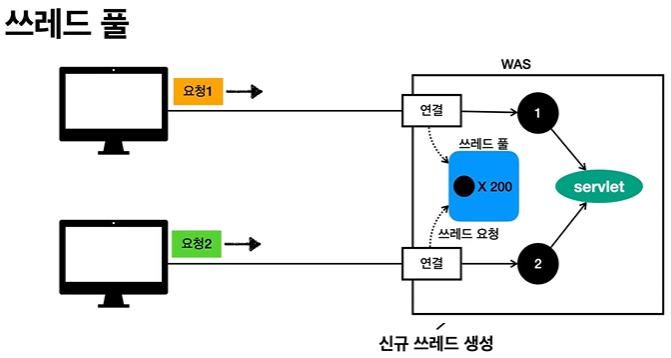 쓰레드 풀
WAS
요청1
연결
1
쓰레드 풀
X 200
servlet
쓰레드 요청
요청2
연결
2
신규 쓰레드 생성